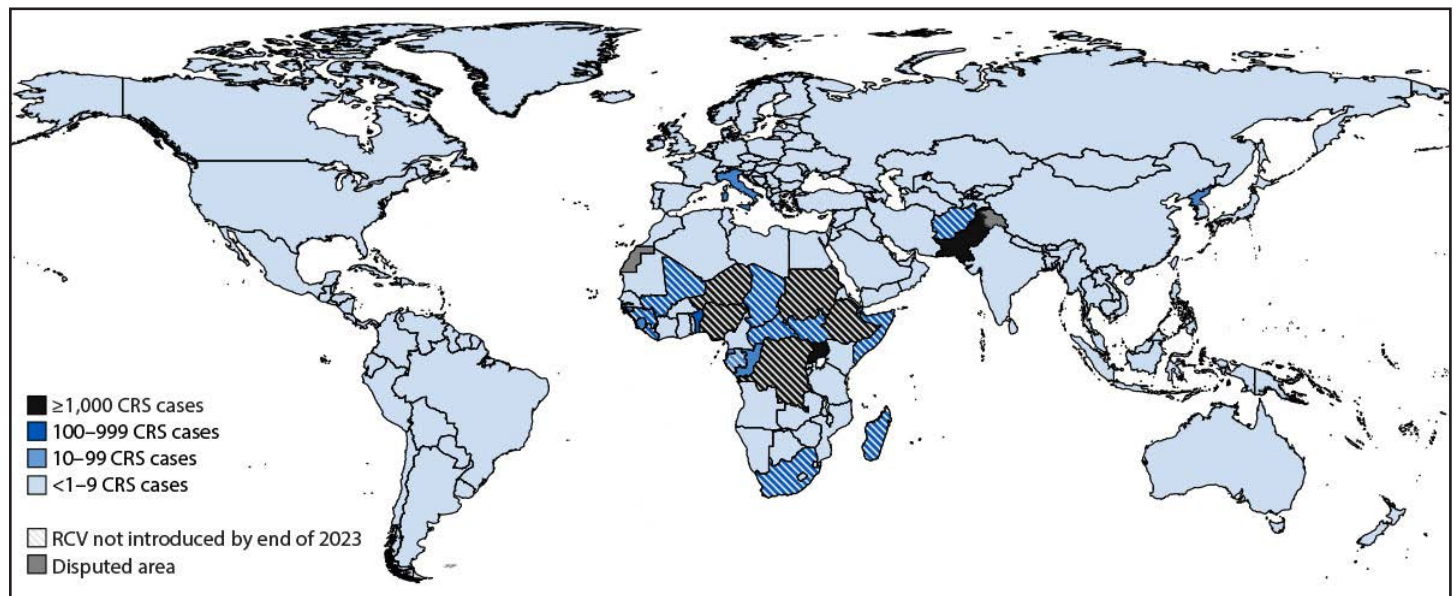 ≥1,000 CRS cases
100–999 CRS cases
10–99 CRS cases
<1–9 CRS cases
RCV not introduced by end of 2023
Disputed area